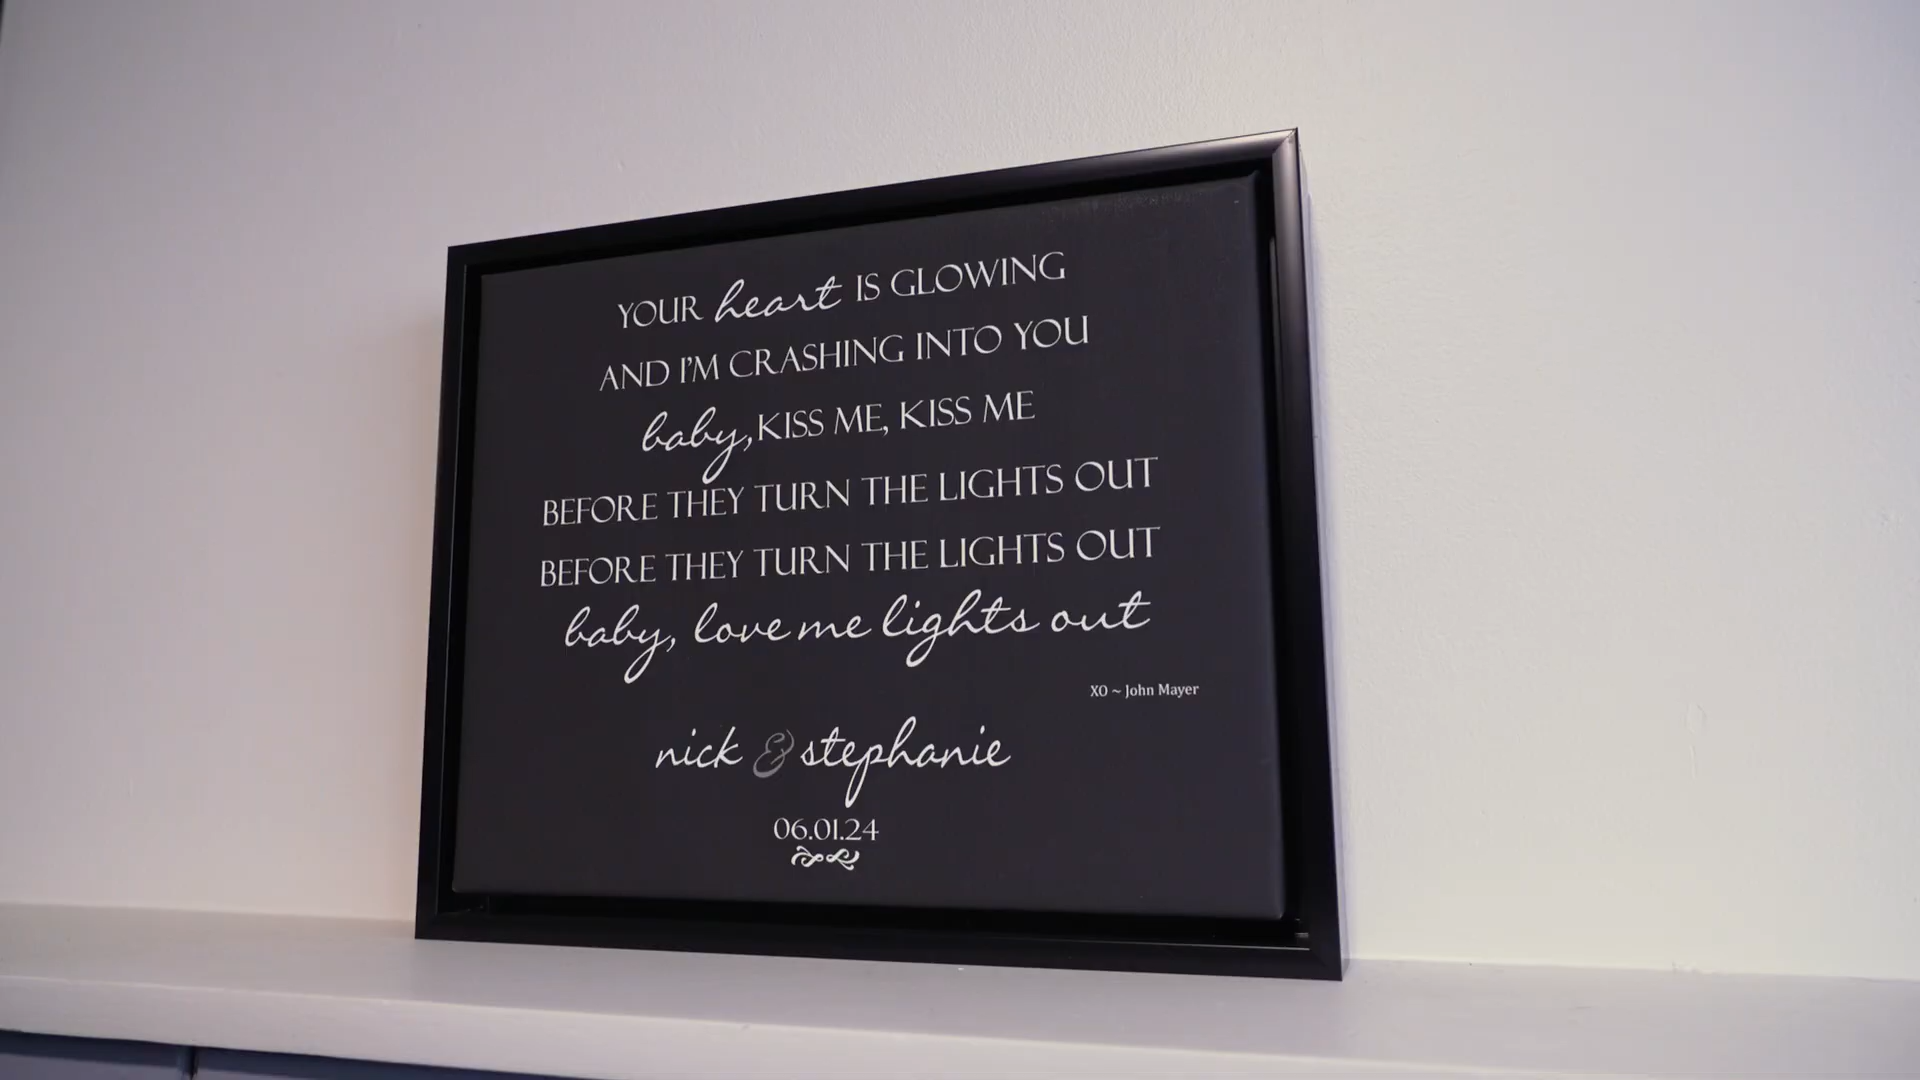 YOUR heart IS GLOWING
AND I'M CRASHING INTO YOU
baby, KISS ME, KISS ME
BEFORE THEY TURN THE LIGHTS OUT
BEFORE THEY TURN THE LIGHTS OUT
baby, love me lights out
XO ~ John Mayer
nick & stephanie
06.01.24